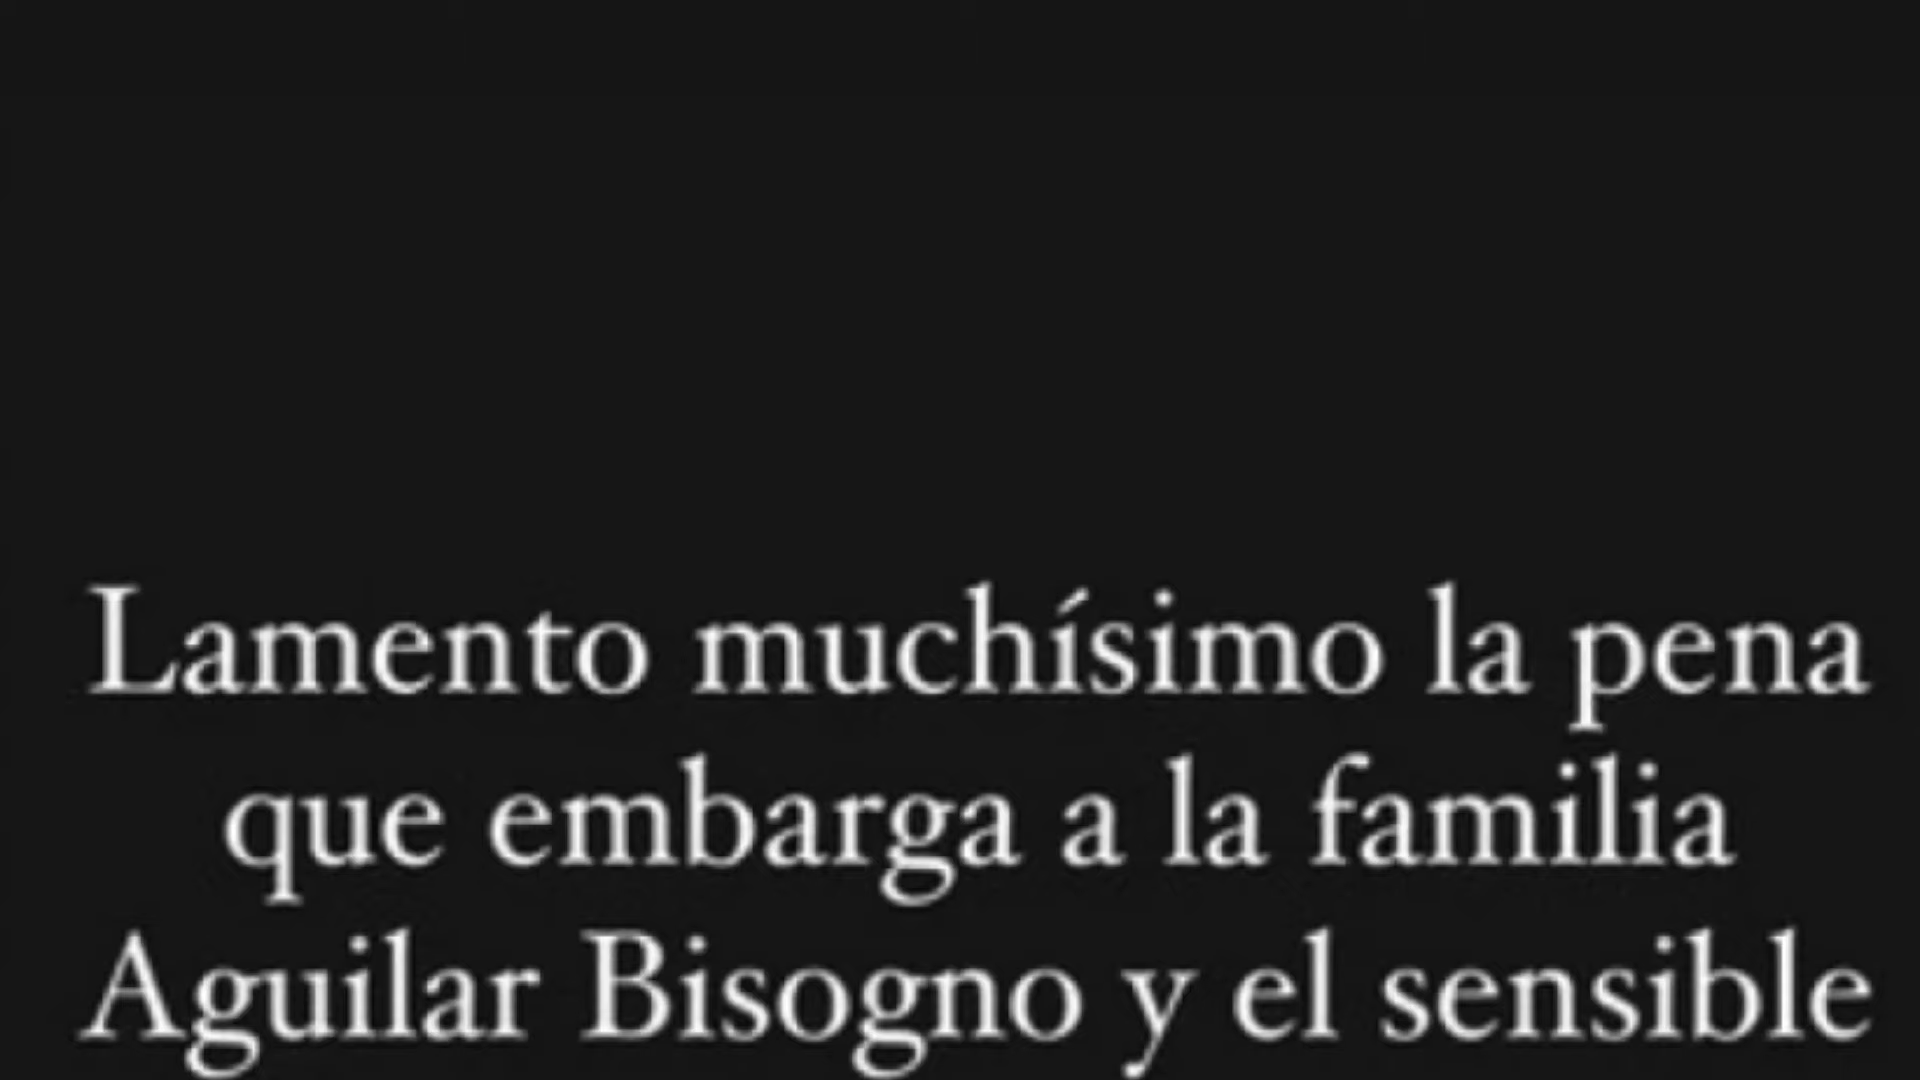 Lamento muchísimo la pena
que embarga a la familia
Aguilar Bisogno y el sensible